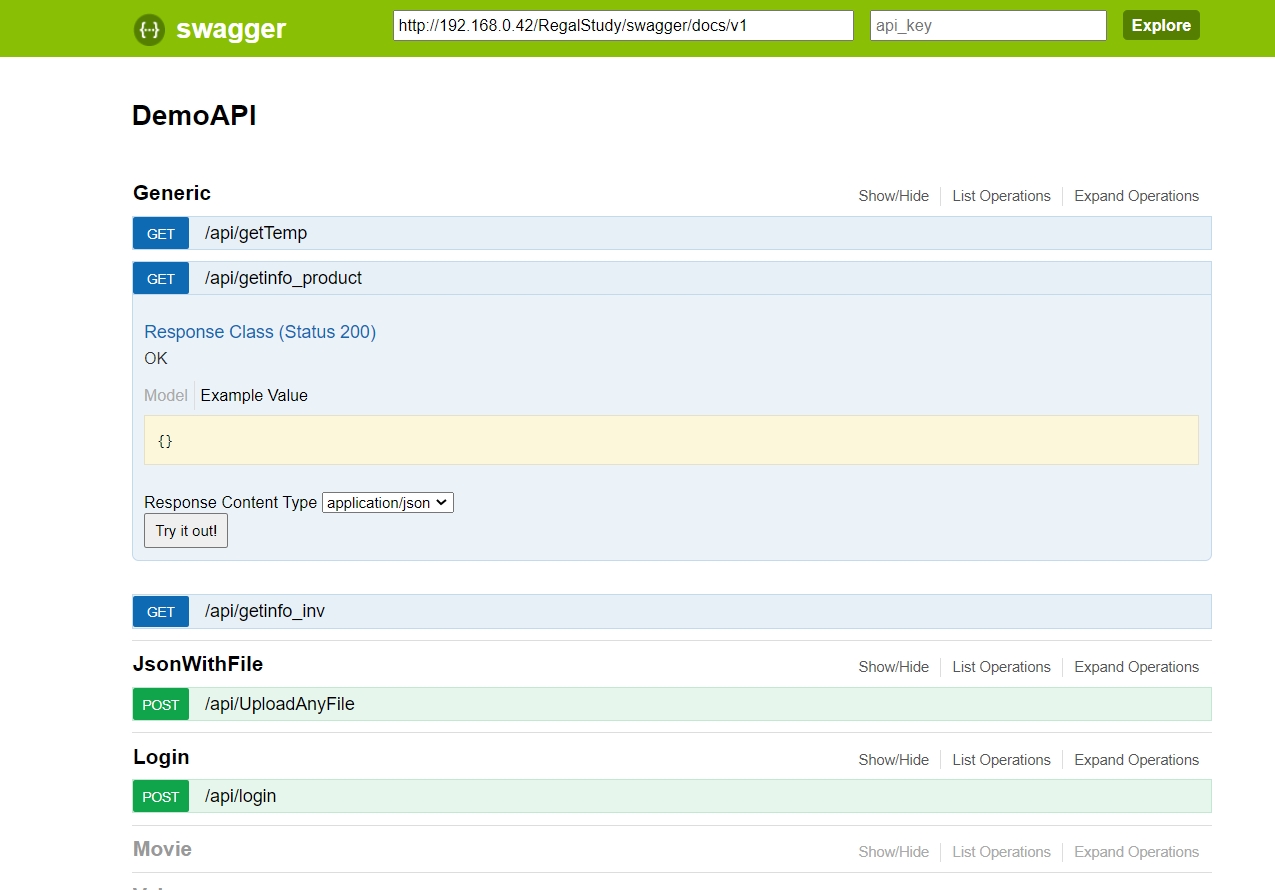 {···} swagger http://192.168.0.42/RegalStudy/swagger/docs/v1 api_key Explore
DemoAPI
Generic Show/Hide List Operations Expand Operations
GET /api/getTemp
GET /api/getinfo_product
Response Class (Status 200)
OK
Model Example Value
{}
Response Content Type application/json
Try it out!
GET /api/getinfo_inv
JsonWithFile Show/Hide List Operations Expand Operations
POST /api/UploadAnyFile
Login Show/Hide List Operations Expand Operations
POST /api/login
Movie Show/Hide List Operations Expand Operations